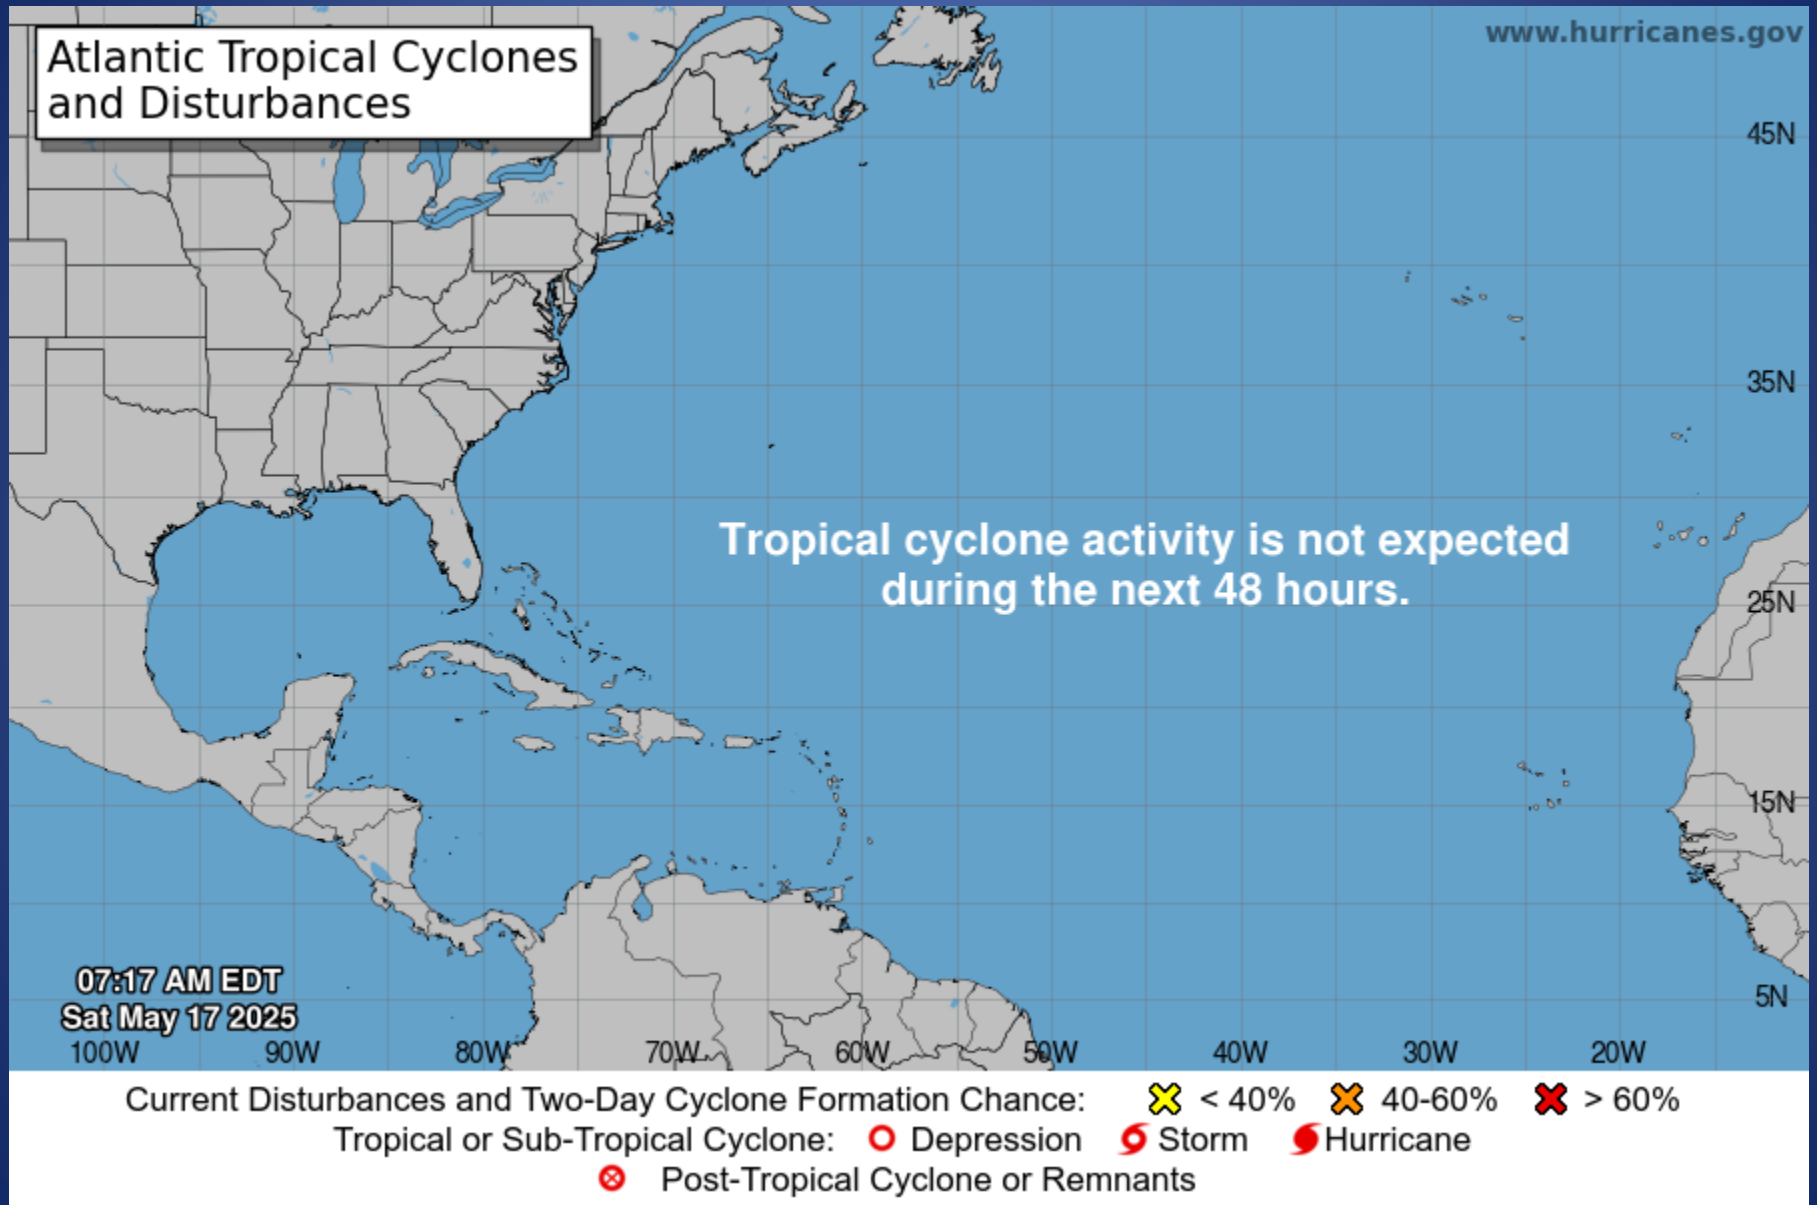 Atlantic Tropical Cyclones
and Disturbances
www.hurricanes.gov
45N
35N
Tropical cyclone activity is not expected
during the next 48 hours.
25N
15N
07:17 AM EDT
Sat May 17 2025
5N
100W 90W 80W 70W 60W 50W 40W 30W 20W
Current Disturbances and Two-Day Cyclone Formation Chance: < 40% 40-60% > 60%
Tropical or Sub-Tropical Cyclone: Depression Storm Hurricane
Post-Tropical Cyclone or Remnants